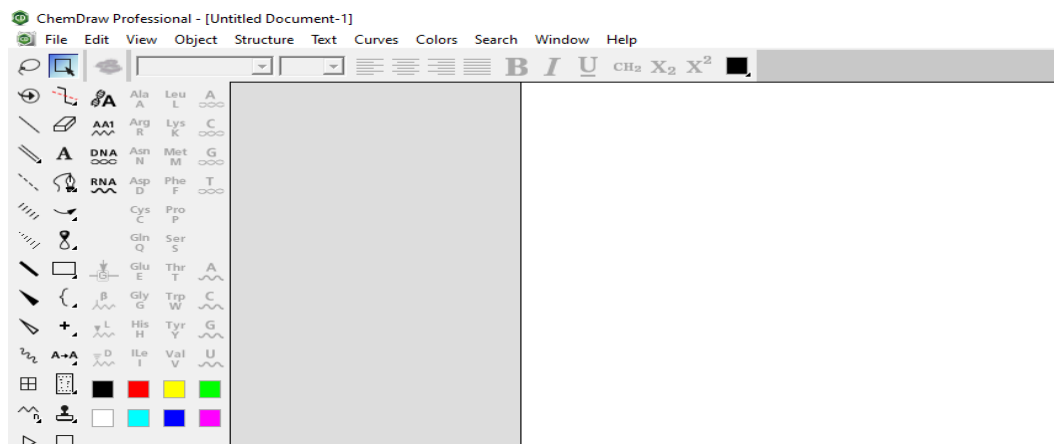 ChemDraw Professional - [Untitled Document-1]
File Edit View Object Structure Text Curves Colors Search Window Help
B I U CH₂ X₂ X²
A Ala A Leu L A
AA1 Arg R Lys K C
A DNA Asn N Met M G
RNA Asp D Phe F T
Cys C Pro P
Gln Q Ser S
G Glu E Thr T A
β Gly G Trp W C
L His H Tyr Y G
A→A D ILe I Val V U
n